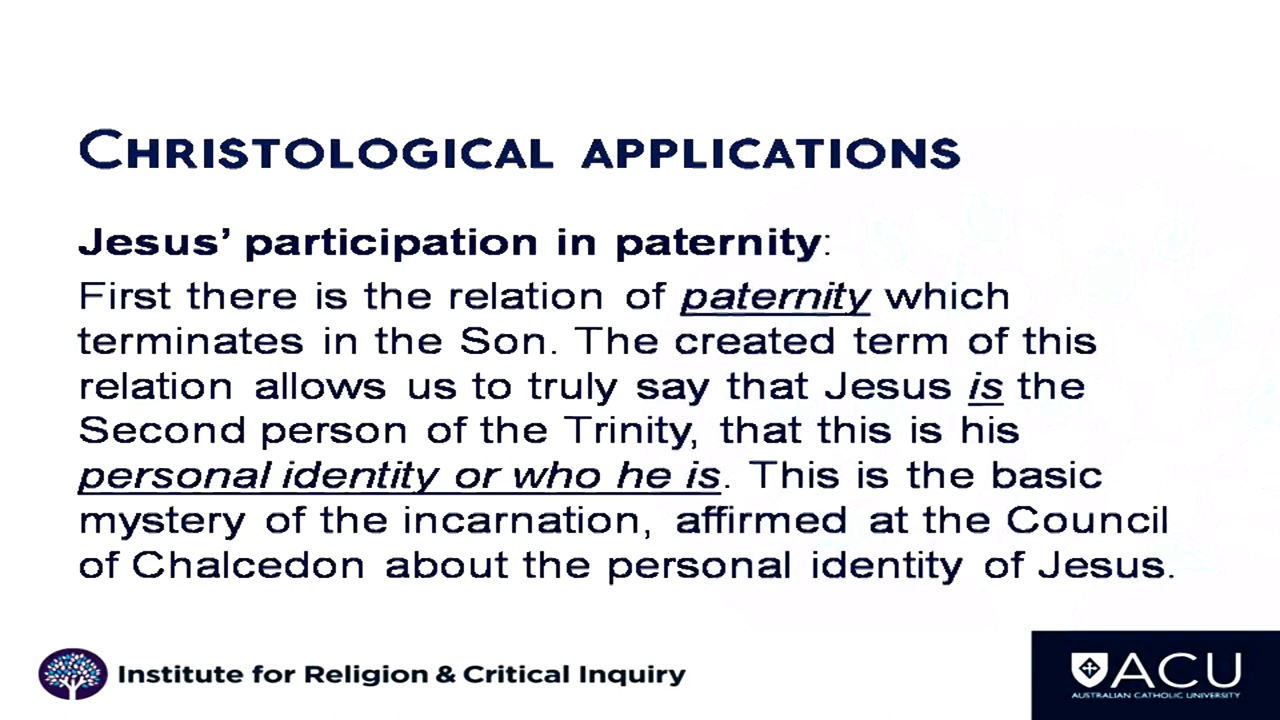 CHRISTOLOGICAL APPLICATIONS
Jesus’ participation in paternity:
First there is the relation of paternity which
terminates in the Son. The created term of this
relation allows us to truly say that Jesus is the
Second person of the Trinity, that this is his
personal identity or who he is. This is the basic
mystery of the incarnation, affirmed at the Council
of Chalcedon about the personal identity of Jesus.
Institute for Religion & Critical Inquiry
ACU
AUSTRALIAN CATHOLIC UNIVERSITY